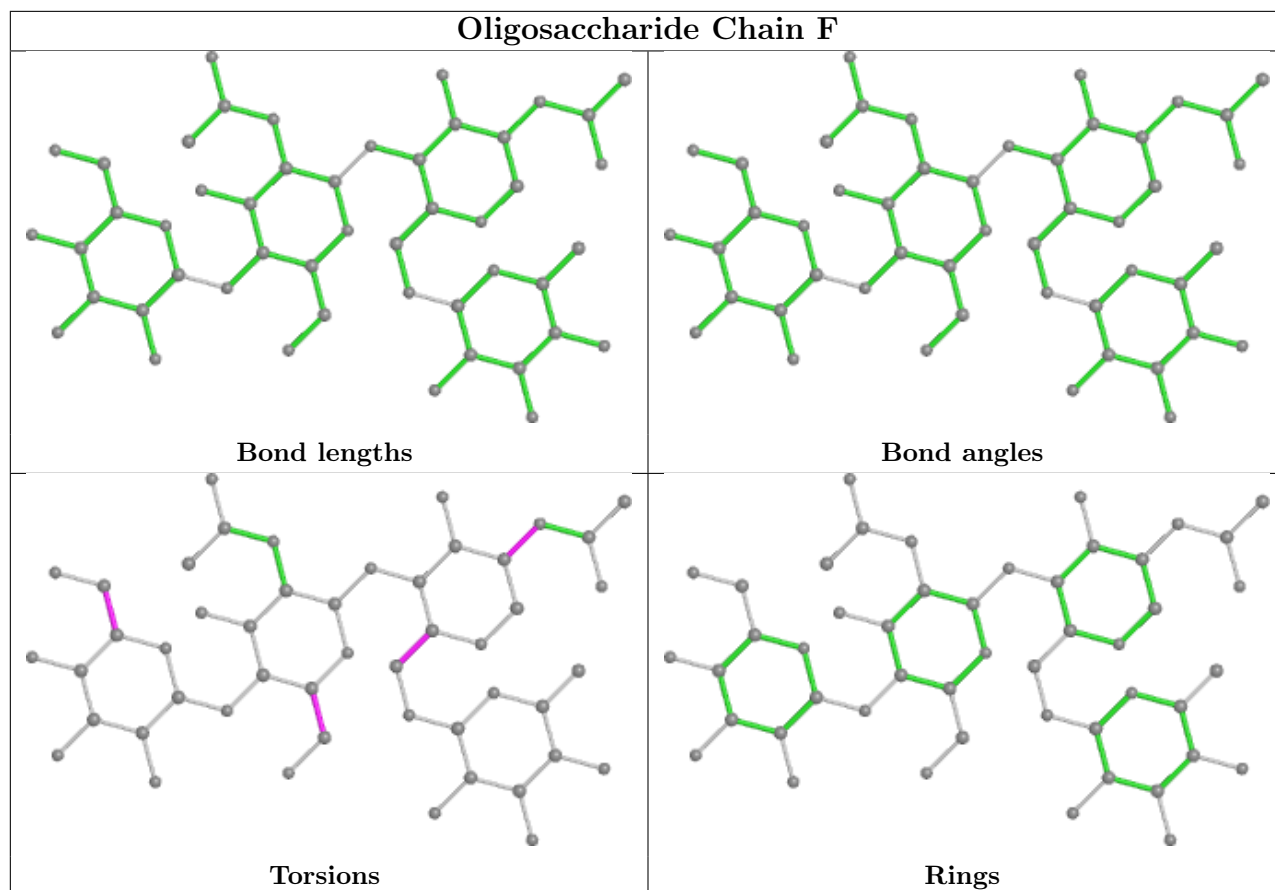 Oligosaccharide Chain F
Bond lengths
Bond angles
Torsions
Rings